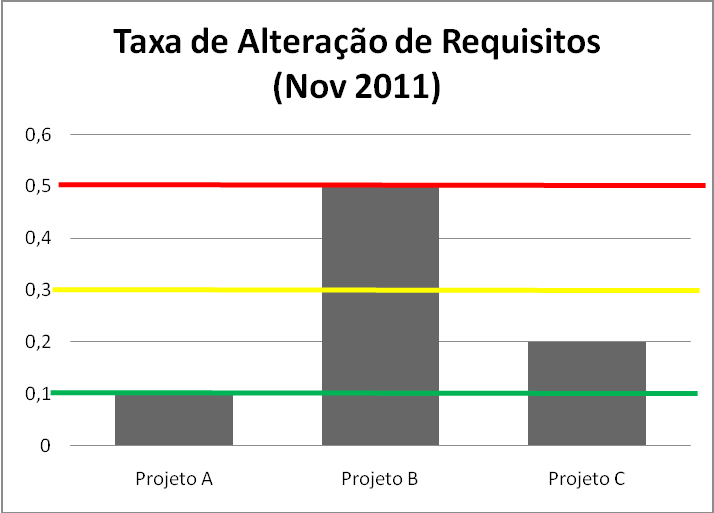 Taxa de Alteração de Requisitos
(Nov 2011)
0,6
0,5
0,4
0,3
0,2
0,1
0
Projeto A
Projeto B
Projeto C